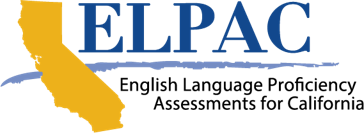 ELPAC
English Language Proficiency
Assessments for California